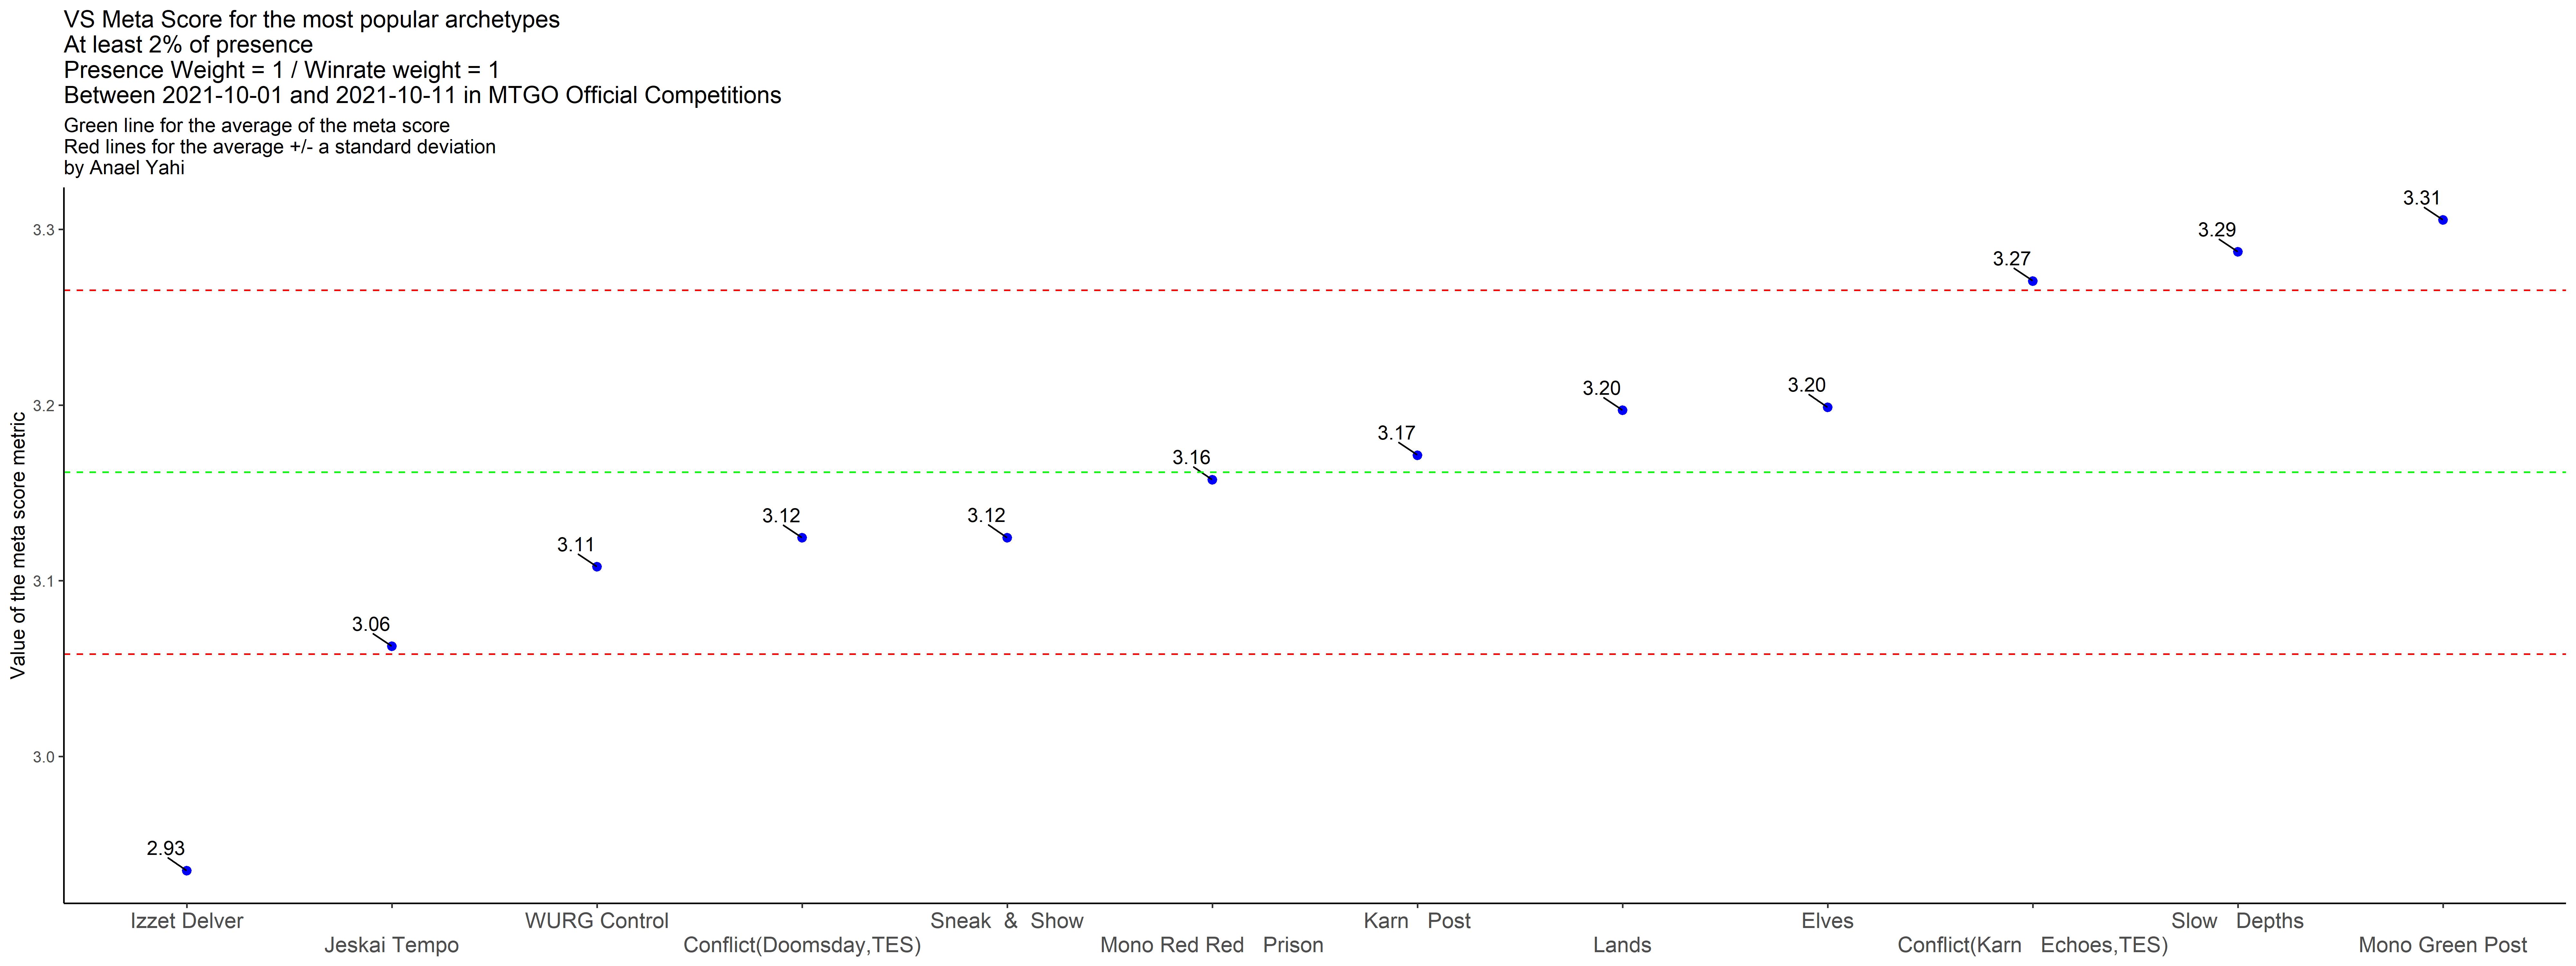 VS Meta Score for the most popular archetypes
At least 2% of presence
Presence Weight = 1 / Winrate weight = 1
Between 2021-10-01 and 2021-10-11 in MTGO Official Competitions
Green line for the average of the meta score
Red lines for the average +/- a standard deviation
by Anael Yahi
Value of the meta score metric
3.3
3.2
3.1
3.0
2.93
3.06
3.11
3.12
3.12
3.16
3.17
3.20
3.20
3.27
3.29
3.31
Izzet Delver
Jeskai Tempo
WURG Control
Conflict(Doomsday,TES)
Sneak & Show
Mono Red Red Prison
Karn Post
Lands
Elves
Conflict(Karn Echoes,TES)
Slow Depths
Mono Green Post